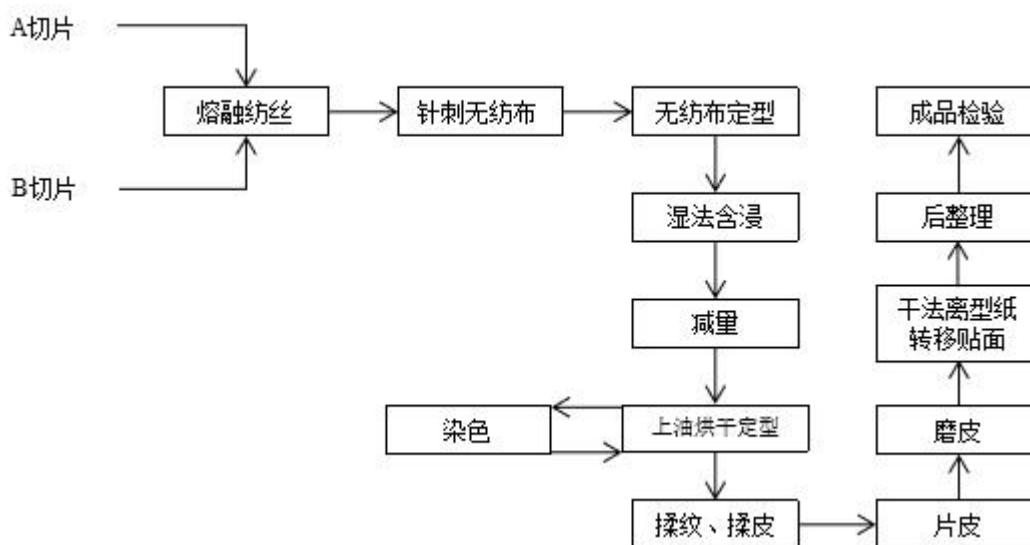 A切片
熔融纺丝
针刺无纺布
无纺布定型
成品检验
B切片
湿法含浸
后整理
减量
干法离型纸
转移贴面
染色
上油烘干定型
磨皮
揉纹、揉皮
片皮